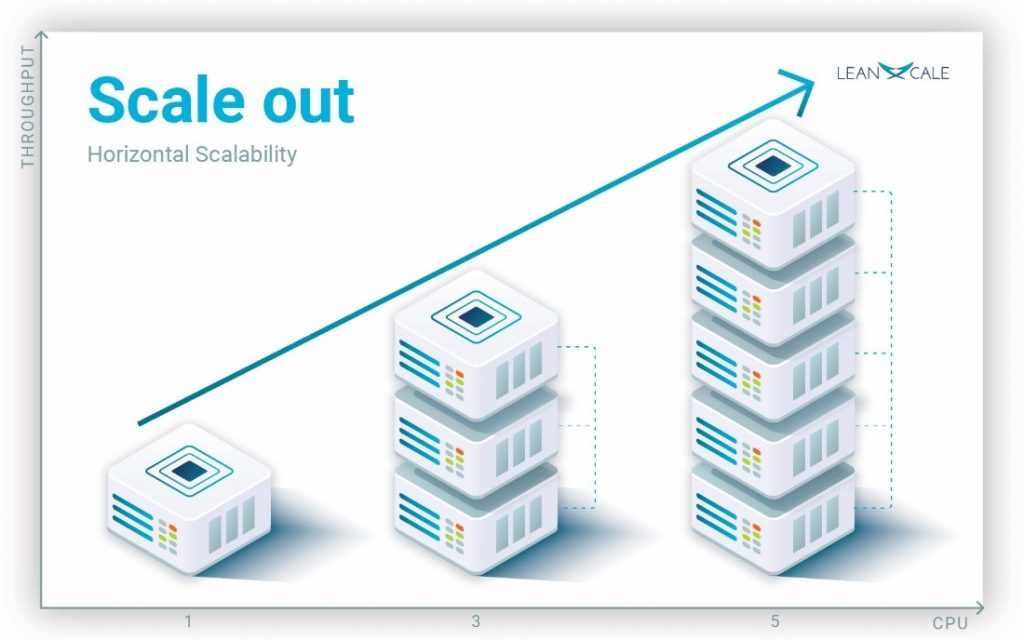 THROUGHPUT
Scale out
Horizontal Scalability
LEANXCALE
1
3
5
CPU